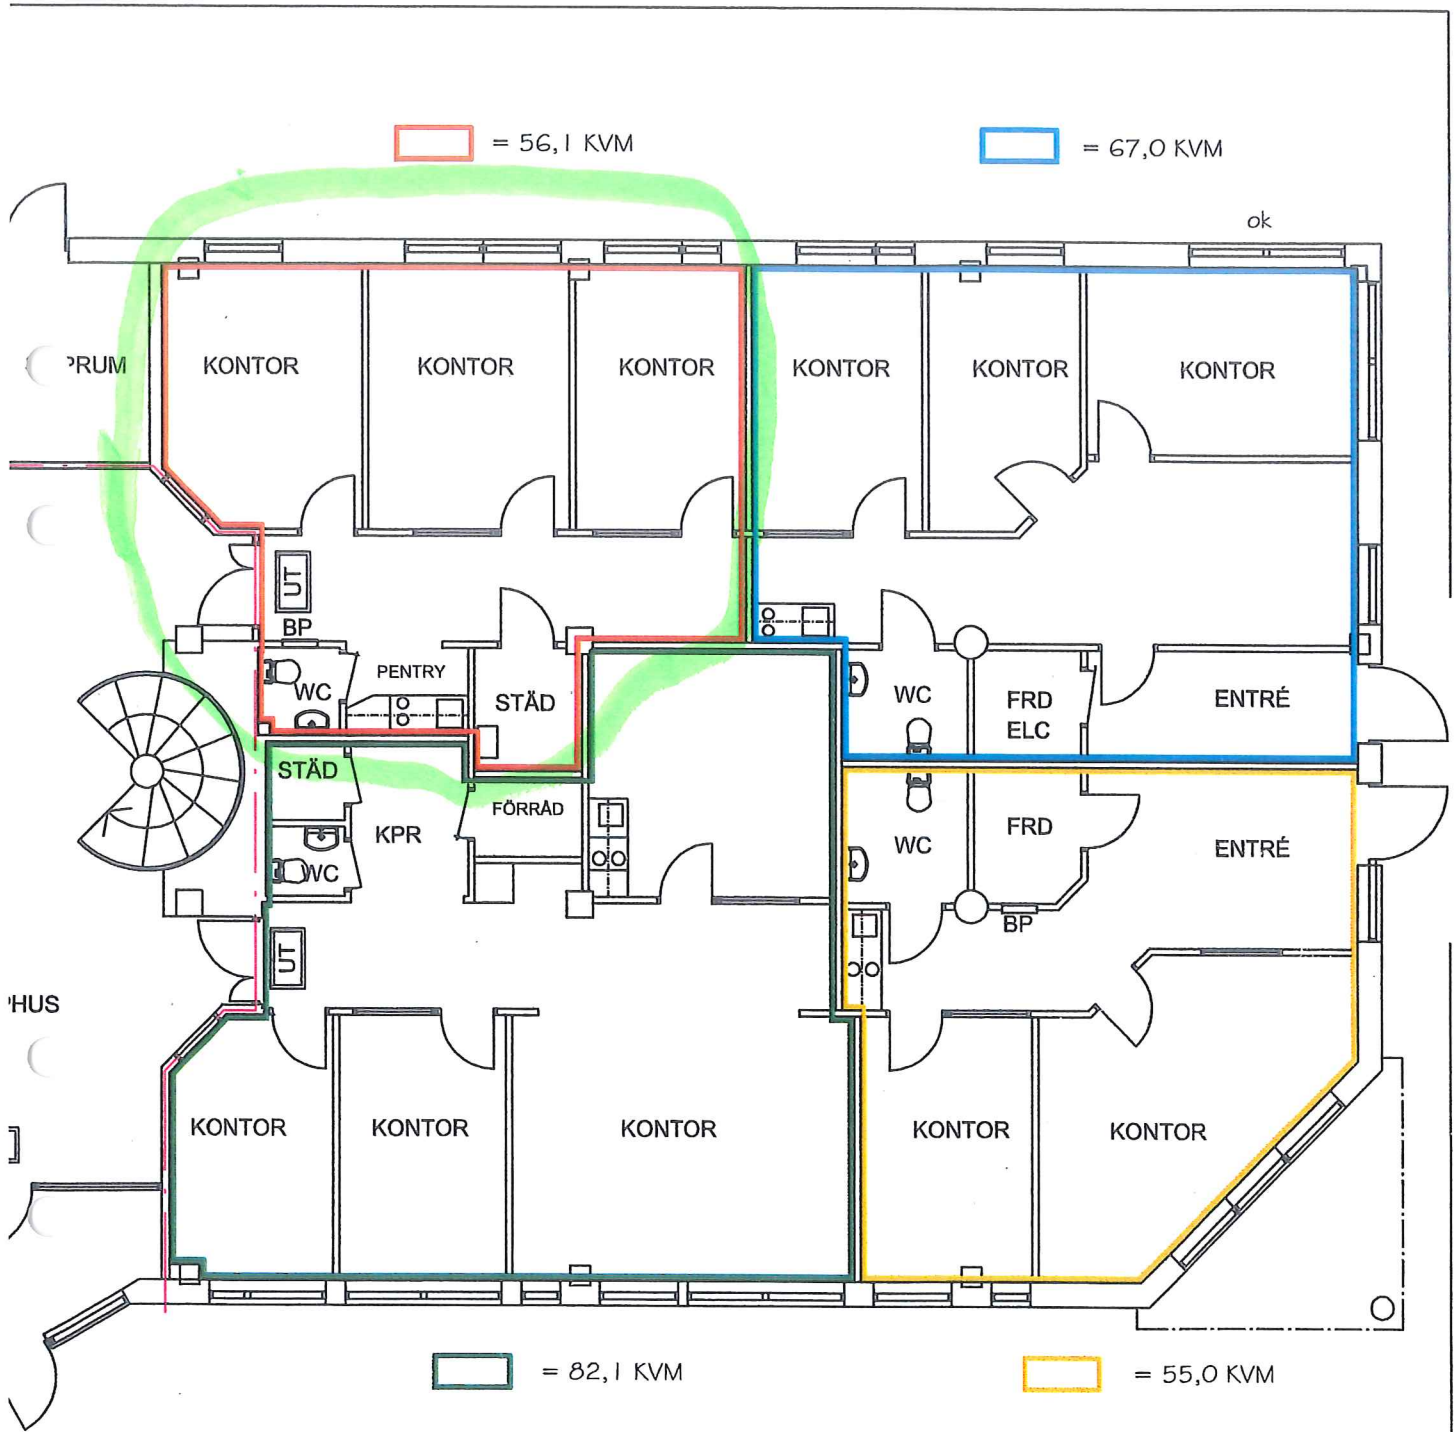 = 56,1 KVM
= 67,0 KVM
ok
PRUM
KONTOR
KONTOR
KONTOR
KONTOR
KONTOR
KONTOR
UT
BP
WC
PENTRY
STÄD
WC
FRD
ELC
ENTRÉ
STÄD
KPR
FÖRRÅD
WC
WC
FRD
ENTRÉ
BP
UT
HUS
KONTOR
KONTOR
KONTOR
KONTOR
KONTOR
= 82,1 KVM
= 55,0 KVM